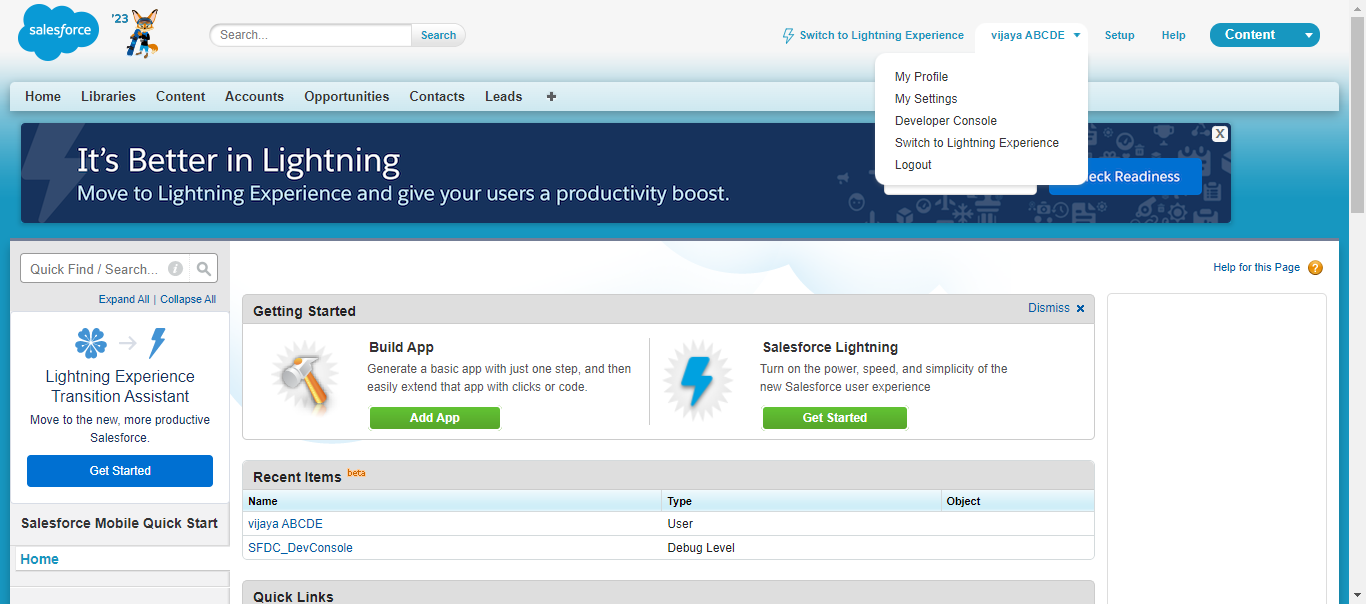 salesforce '23
Search... Search
Switch to Lightning Experience vijaya ABCDE Setup Help Content
My Profile
My Settings
Developer Console
Switch to Lightning Experience
Logout
Home Libraries Content Accounts Opportunities Contacts Leads +
It's Better in Lightning
Move to Lightning Experience and give your users a productivity boost.
eck Readiness
X
Quick Find / Search... i
Expand All | Collapse All
Lightning Experience
Transition Assistant
Move to the new, more productive
Salesforce.
Get Started
Salesforce Mobile Quick Start
Home
Help for this Page ?
Getting Started
Dismiss x
Build App
Generate a basic app with just one step, and then
easily extend that app with clicks or code.
Add App
Salesforce Lightning
Turn on the power, speed, and simplicity of the
new Salesforce user experience
Get Started
Recent Items beta
Name Type Object
vijaya ABCDE User
SFDC_DevConsole Debug Level
Quick Links